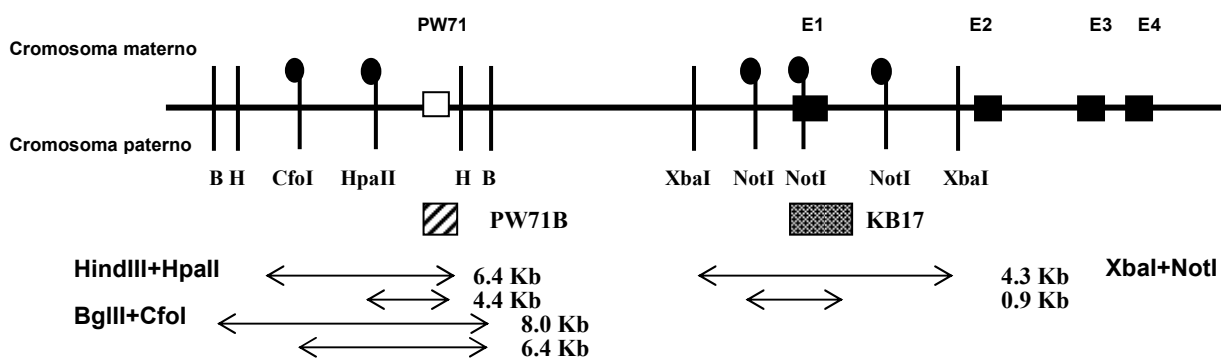 PW71 E1 E2 E3 E4
Cromosoma materno
Cromosoma paterno
B H CfoI HpaII H B XbaI NotI NotI NotI XbaI
PW71B KB17
HindIII+HpaII 6.4 Kb 4.3 Kb XbaI+NotI
4.4 Kb 0.9 Kb
BglII+CfoI 8.0 Kb
6.4 Kb